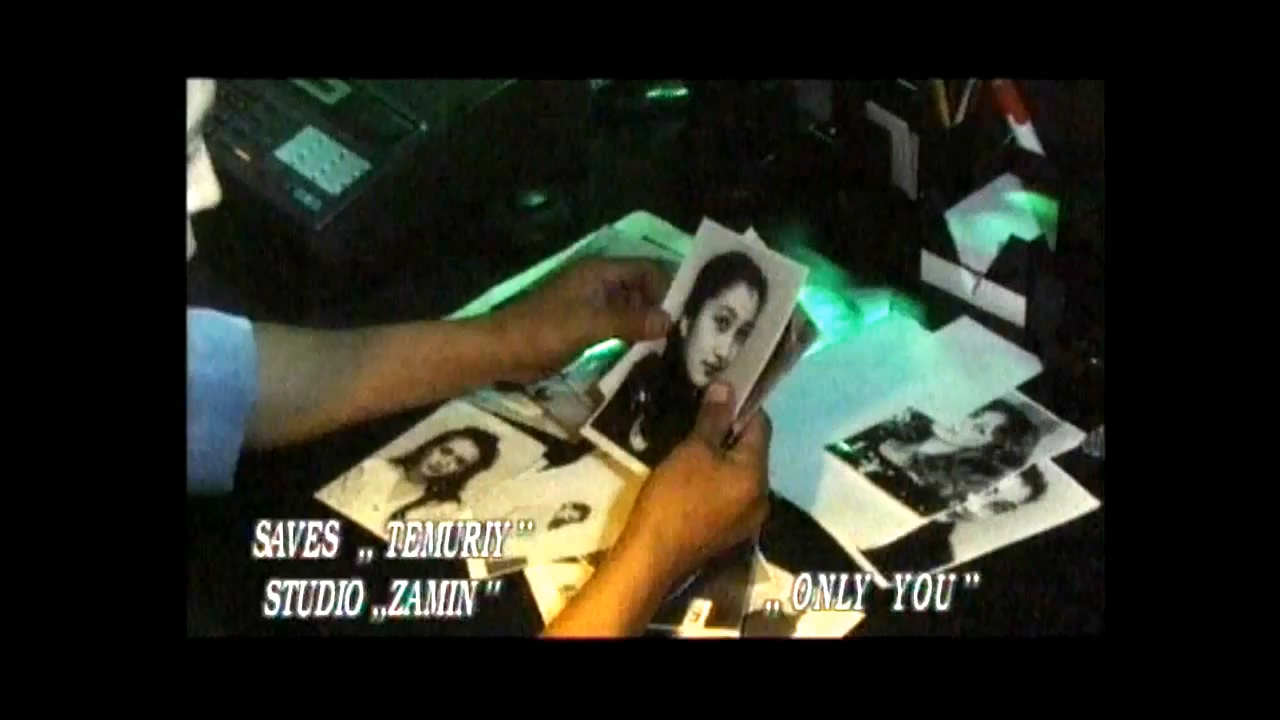 SAVES „ TEMURIY ”
STUDIO „ZAMIN ”
„ ONLY YOU ”